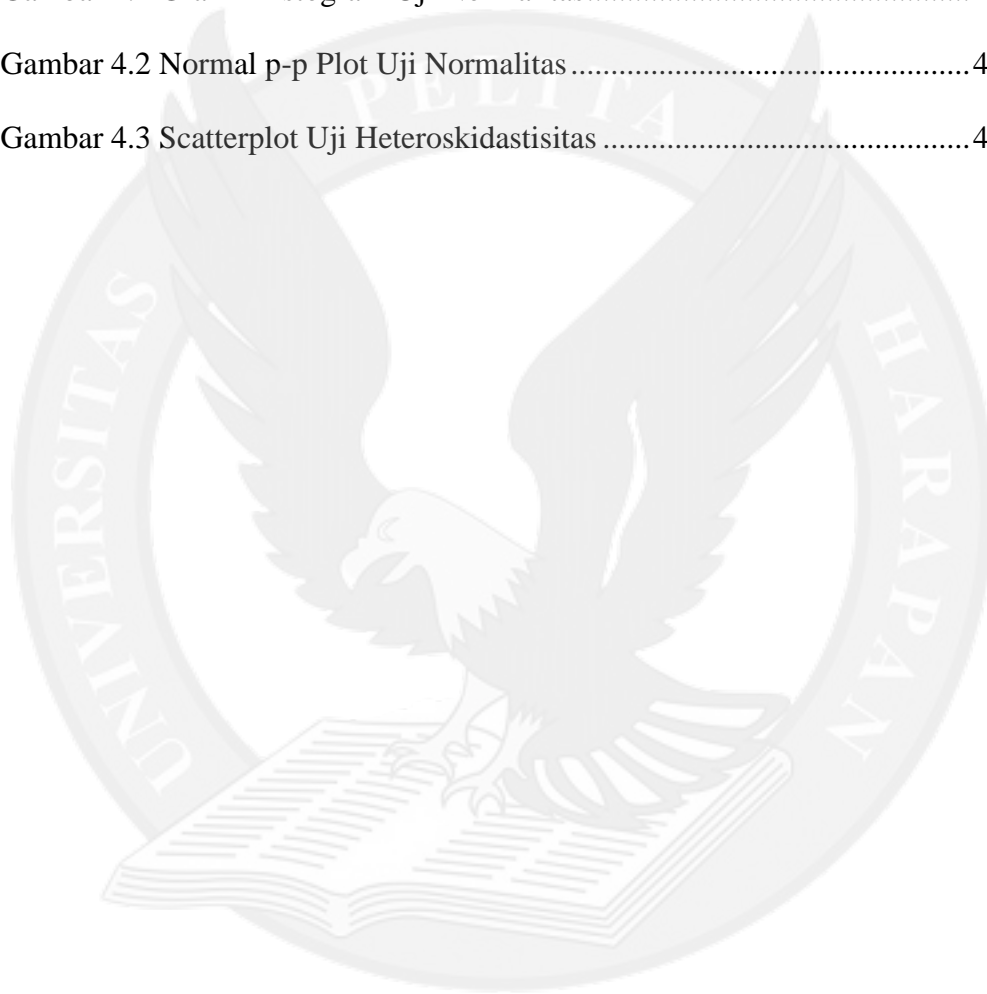 Gambar 4.2 Normal p-p Plot Uji Normalitas ............................................ 4
Gambar 4.3 Scatterplot Uji Heteroskidastisitas ........................................ 4
UNIVERSITAS PELITA HARAPAN